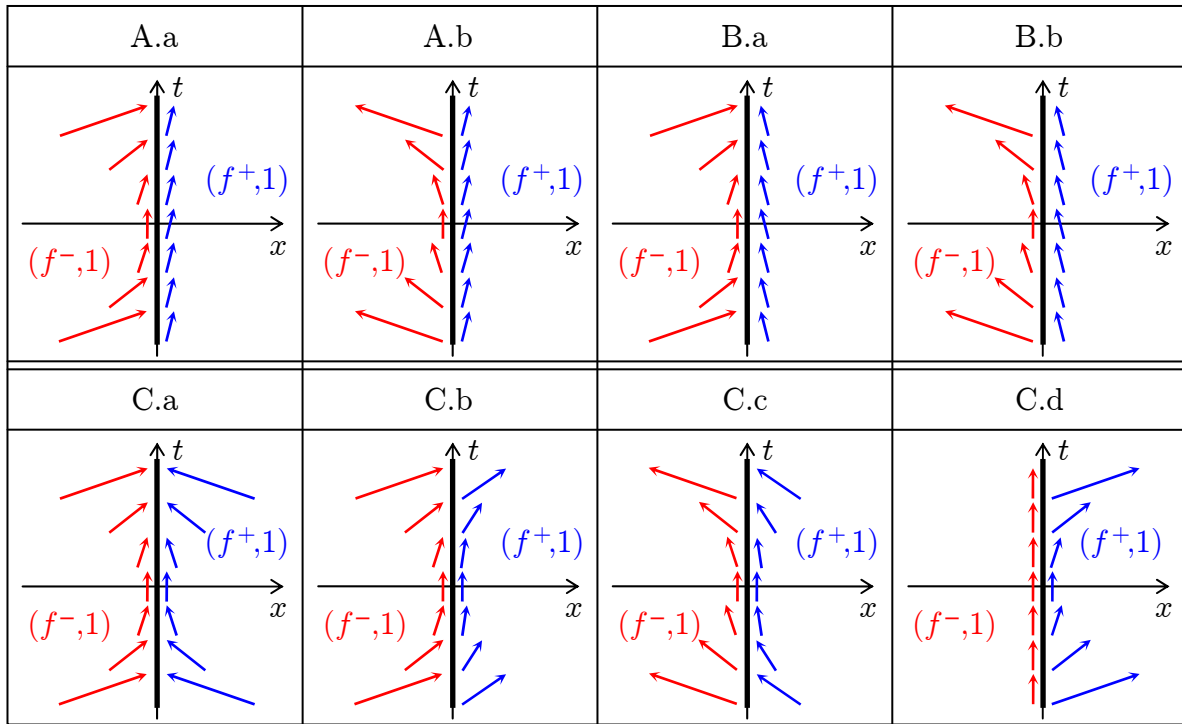 A.a A.b B.a B.b
t t t t
(f⁺,1) (f⁺,1) (f⁺,1) (f⁺,1)
x x x x
(f⁻,1) (f⁻,1) (f⁻,1) (f⁻,1)
C.a C.b C.c C.d
t t t t
(f⁺,1) (f⁺,1) (f⁺,1) (f⁺,1)
x x x x
(f⁻,1) (f⁻,1) (f⁻,1) (f⁻,1)